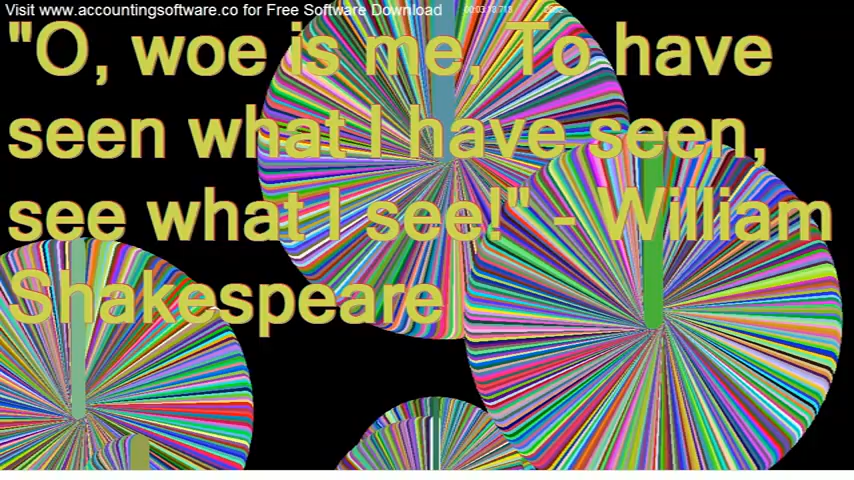 Visit www.accountingsoftware.co for Free Software Download
"O, woe is me, To have
seen what I have seen,
see what I see!" - William
Shakespeare